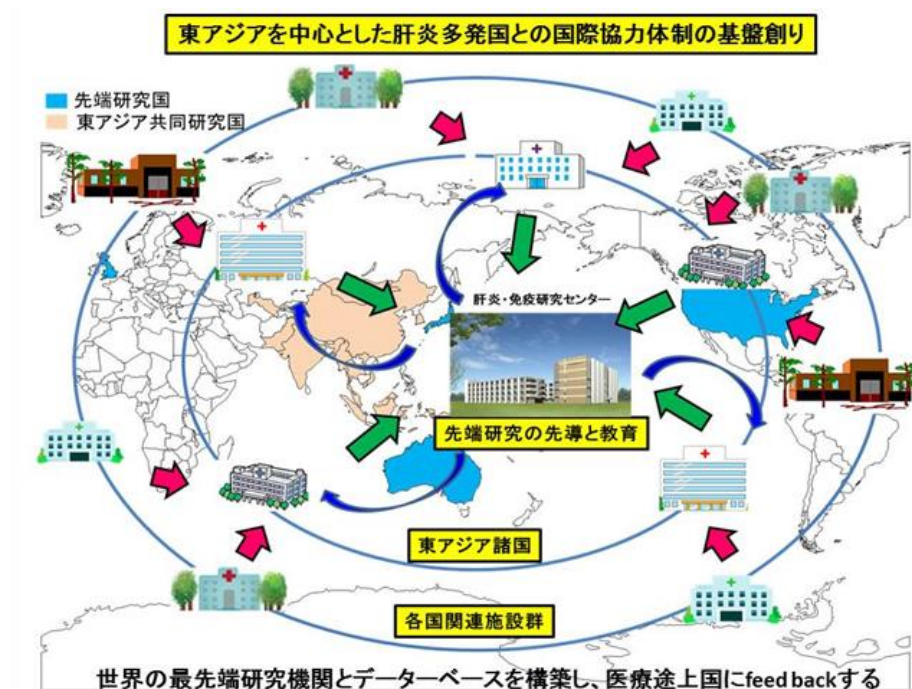 東アジアを中心とした肝炎多発国との国際協力体制の基盤創り
先端研究国
東アジア共同研究国
肝炎・免疫研究センター
先端研究の先導と教育
東アジア諸国
各国関連施設群
世界の最先端研究機関とデーターベースを構築し、医療途上国にfeed backする